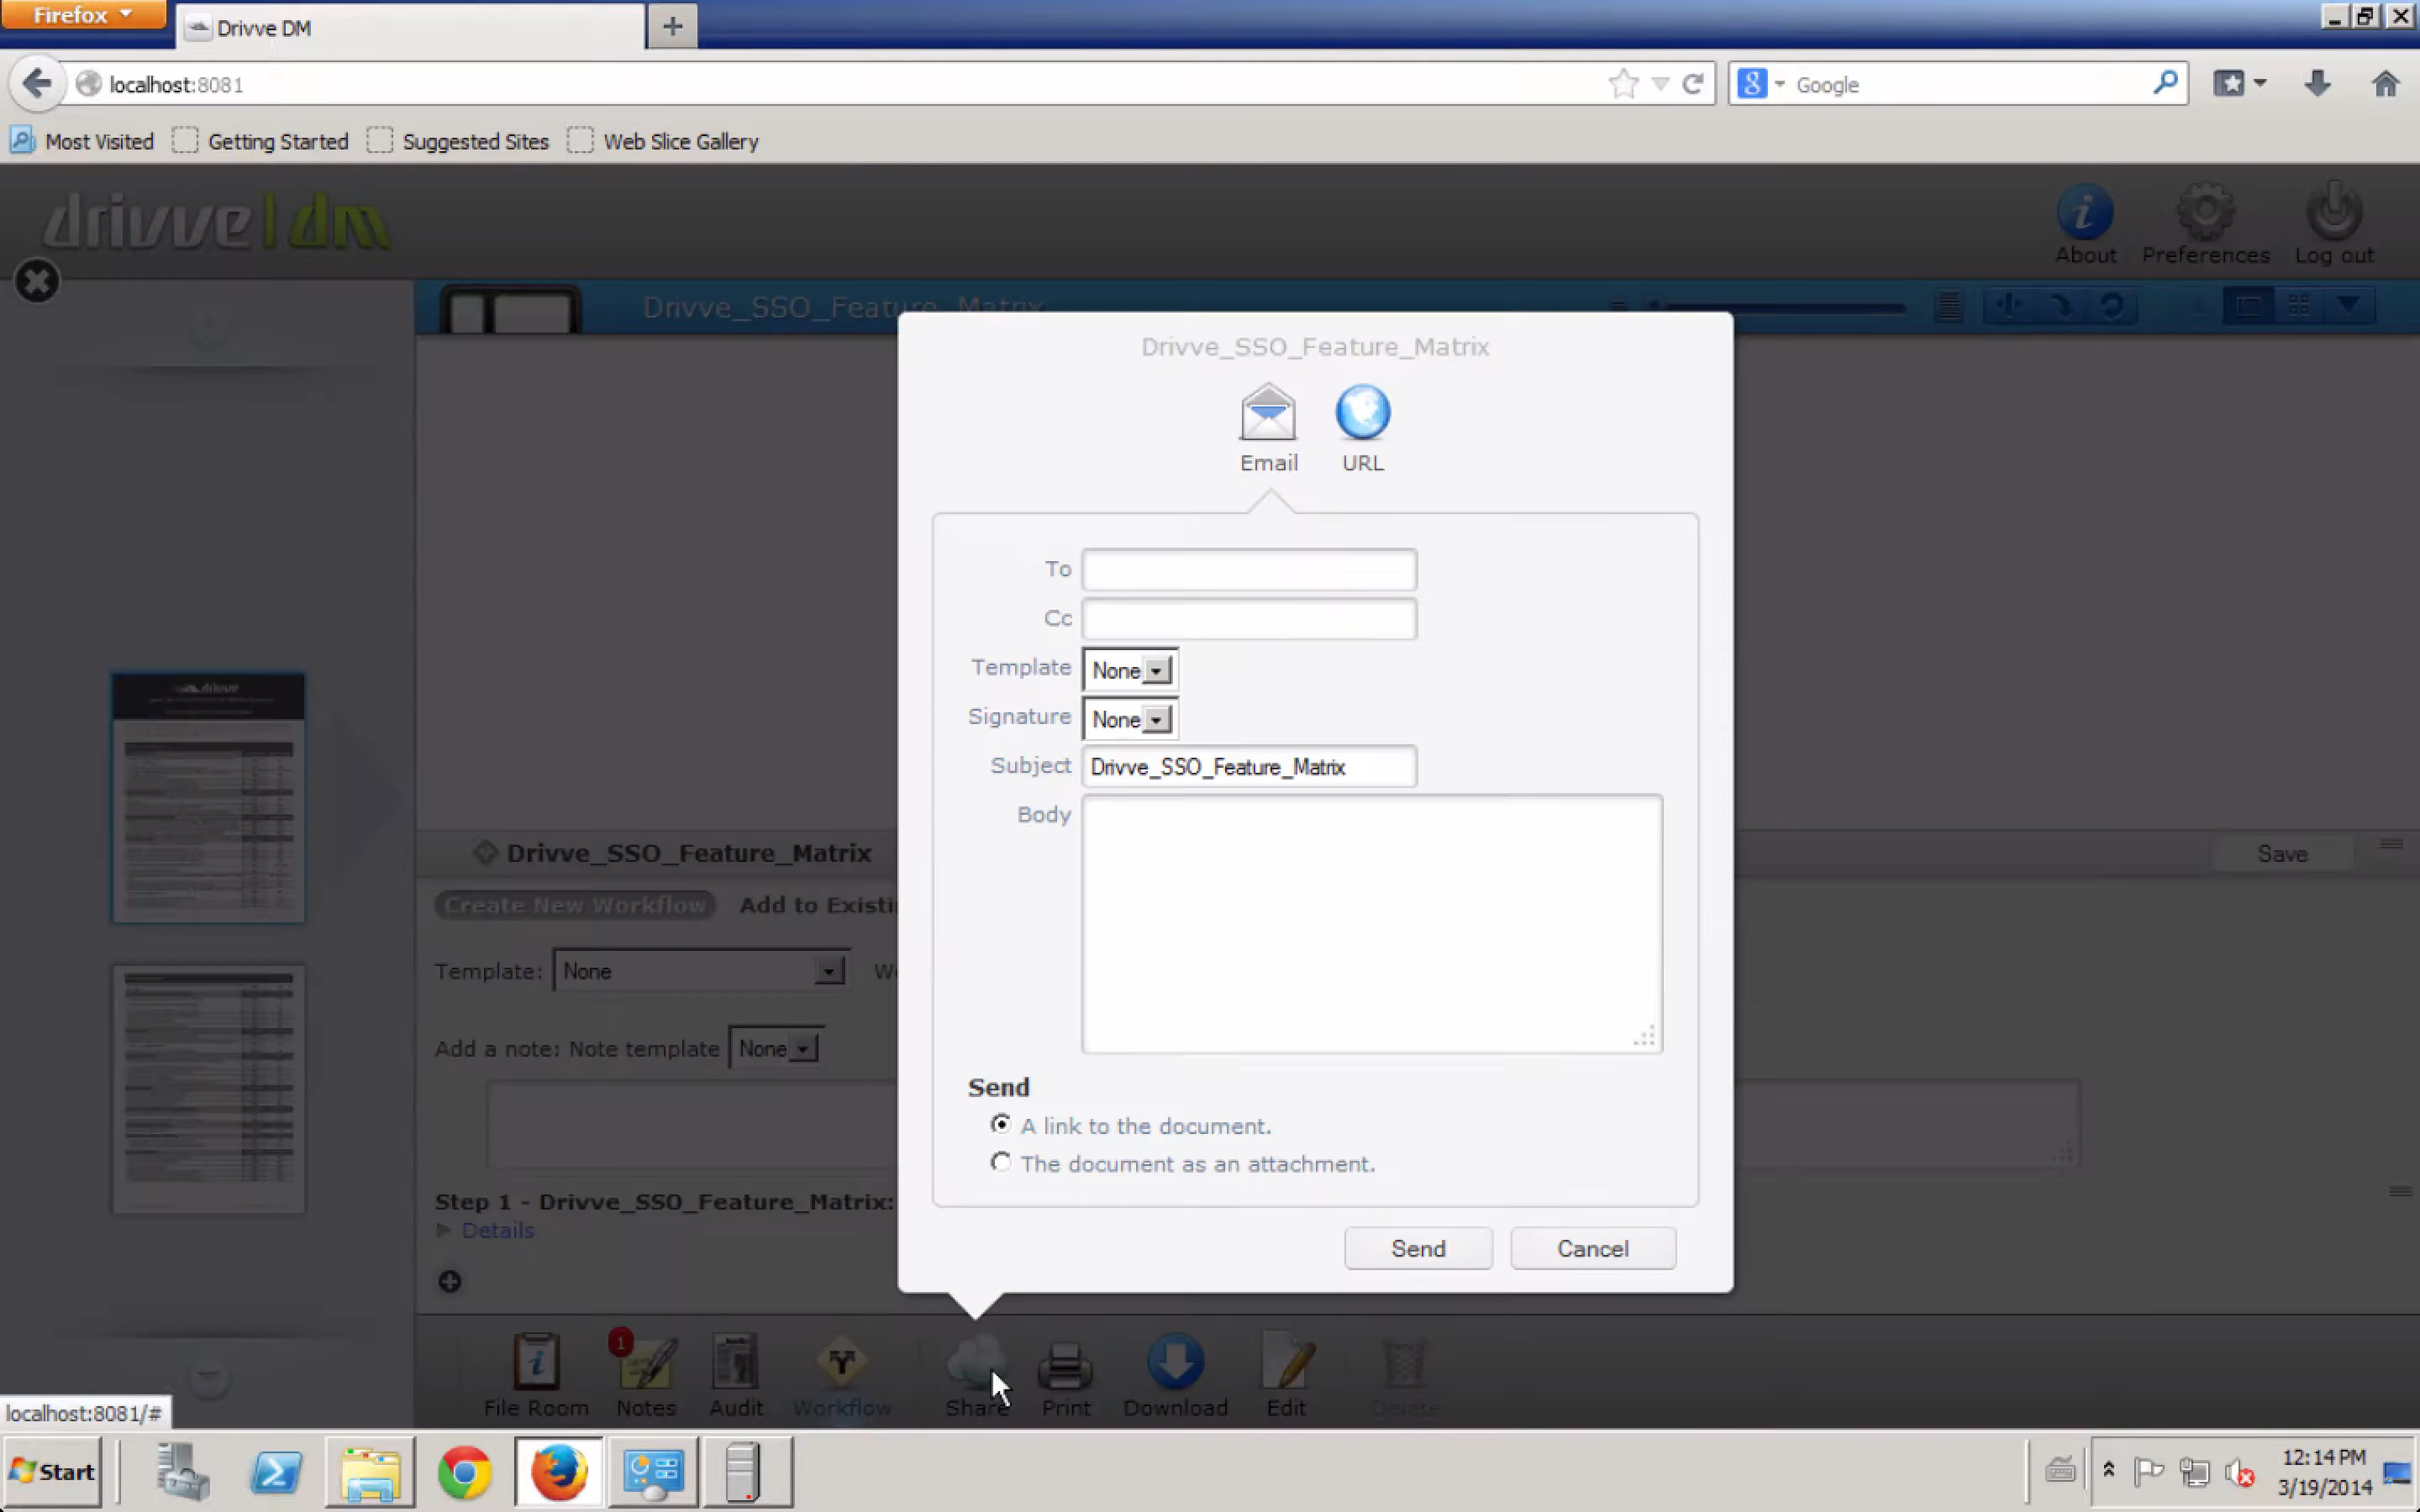 Firefox
Drivve DM
localhost:8081
Google
Most Visited
Getting Started
Suggested Sites
Web Slice Gallery
drivve|dm
About
Preferences
Log out
Drivve_SSO_Feature_Matrix
Drivve_SSO_Feature_Matrix
Email
URL
To
Cc
Template None
Signature None
Subject Drivve_SSO_Feature_Matrix
Body
Send
A link to the document.
The document as an attachment.
Send
Cancel
drivve
Drivve_SSO_Feature_Matrix
Save
Create New Workflow
Add to Existi
Template: None
Add a note: Note template None
Step 1 - Drivve_SSO_Feature_Matrix:
Details
1
File Room
Notes
Audit
Workflow
Share
Print
Download
Edit
Delete
localhost:8081/#
Start
12:14 PM
3/19/2014